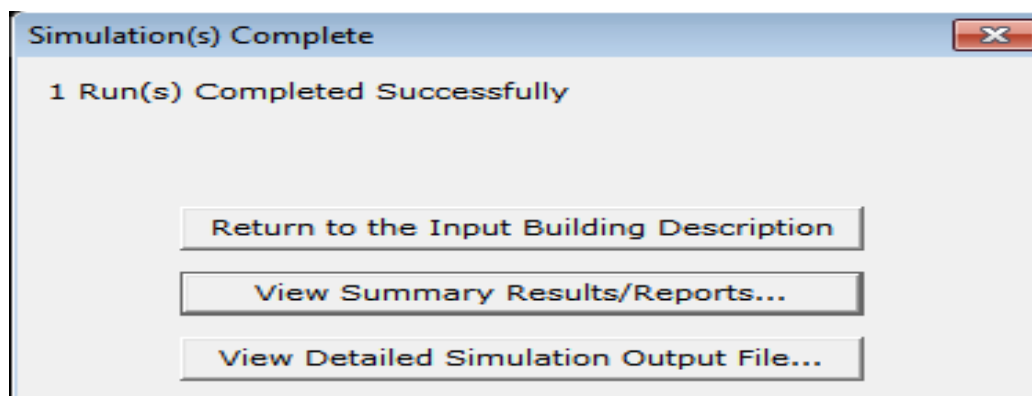 Simulation(s) Complete
1 Run(s) Completed Successfully
Return to the Input Building Description
View Summary Results/Reports...
View Detailed Simulation Output File...